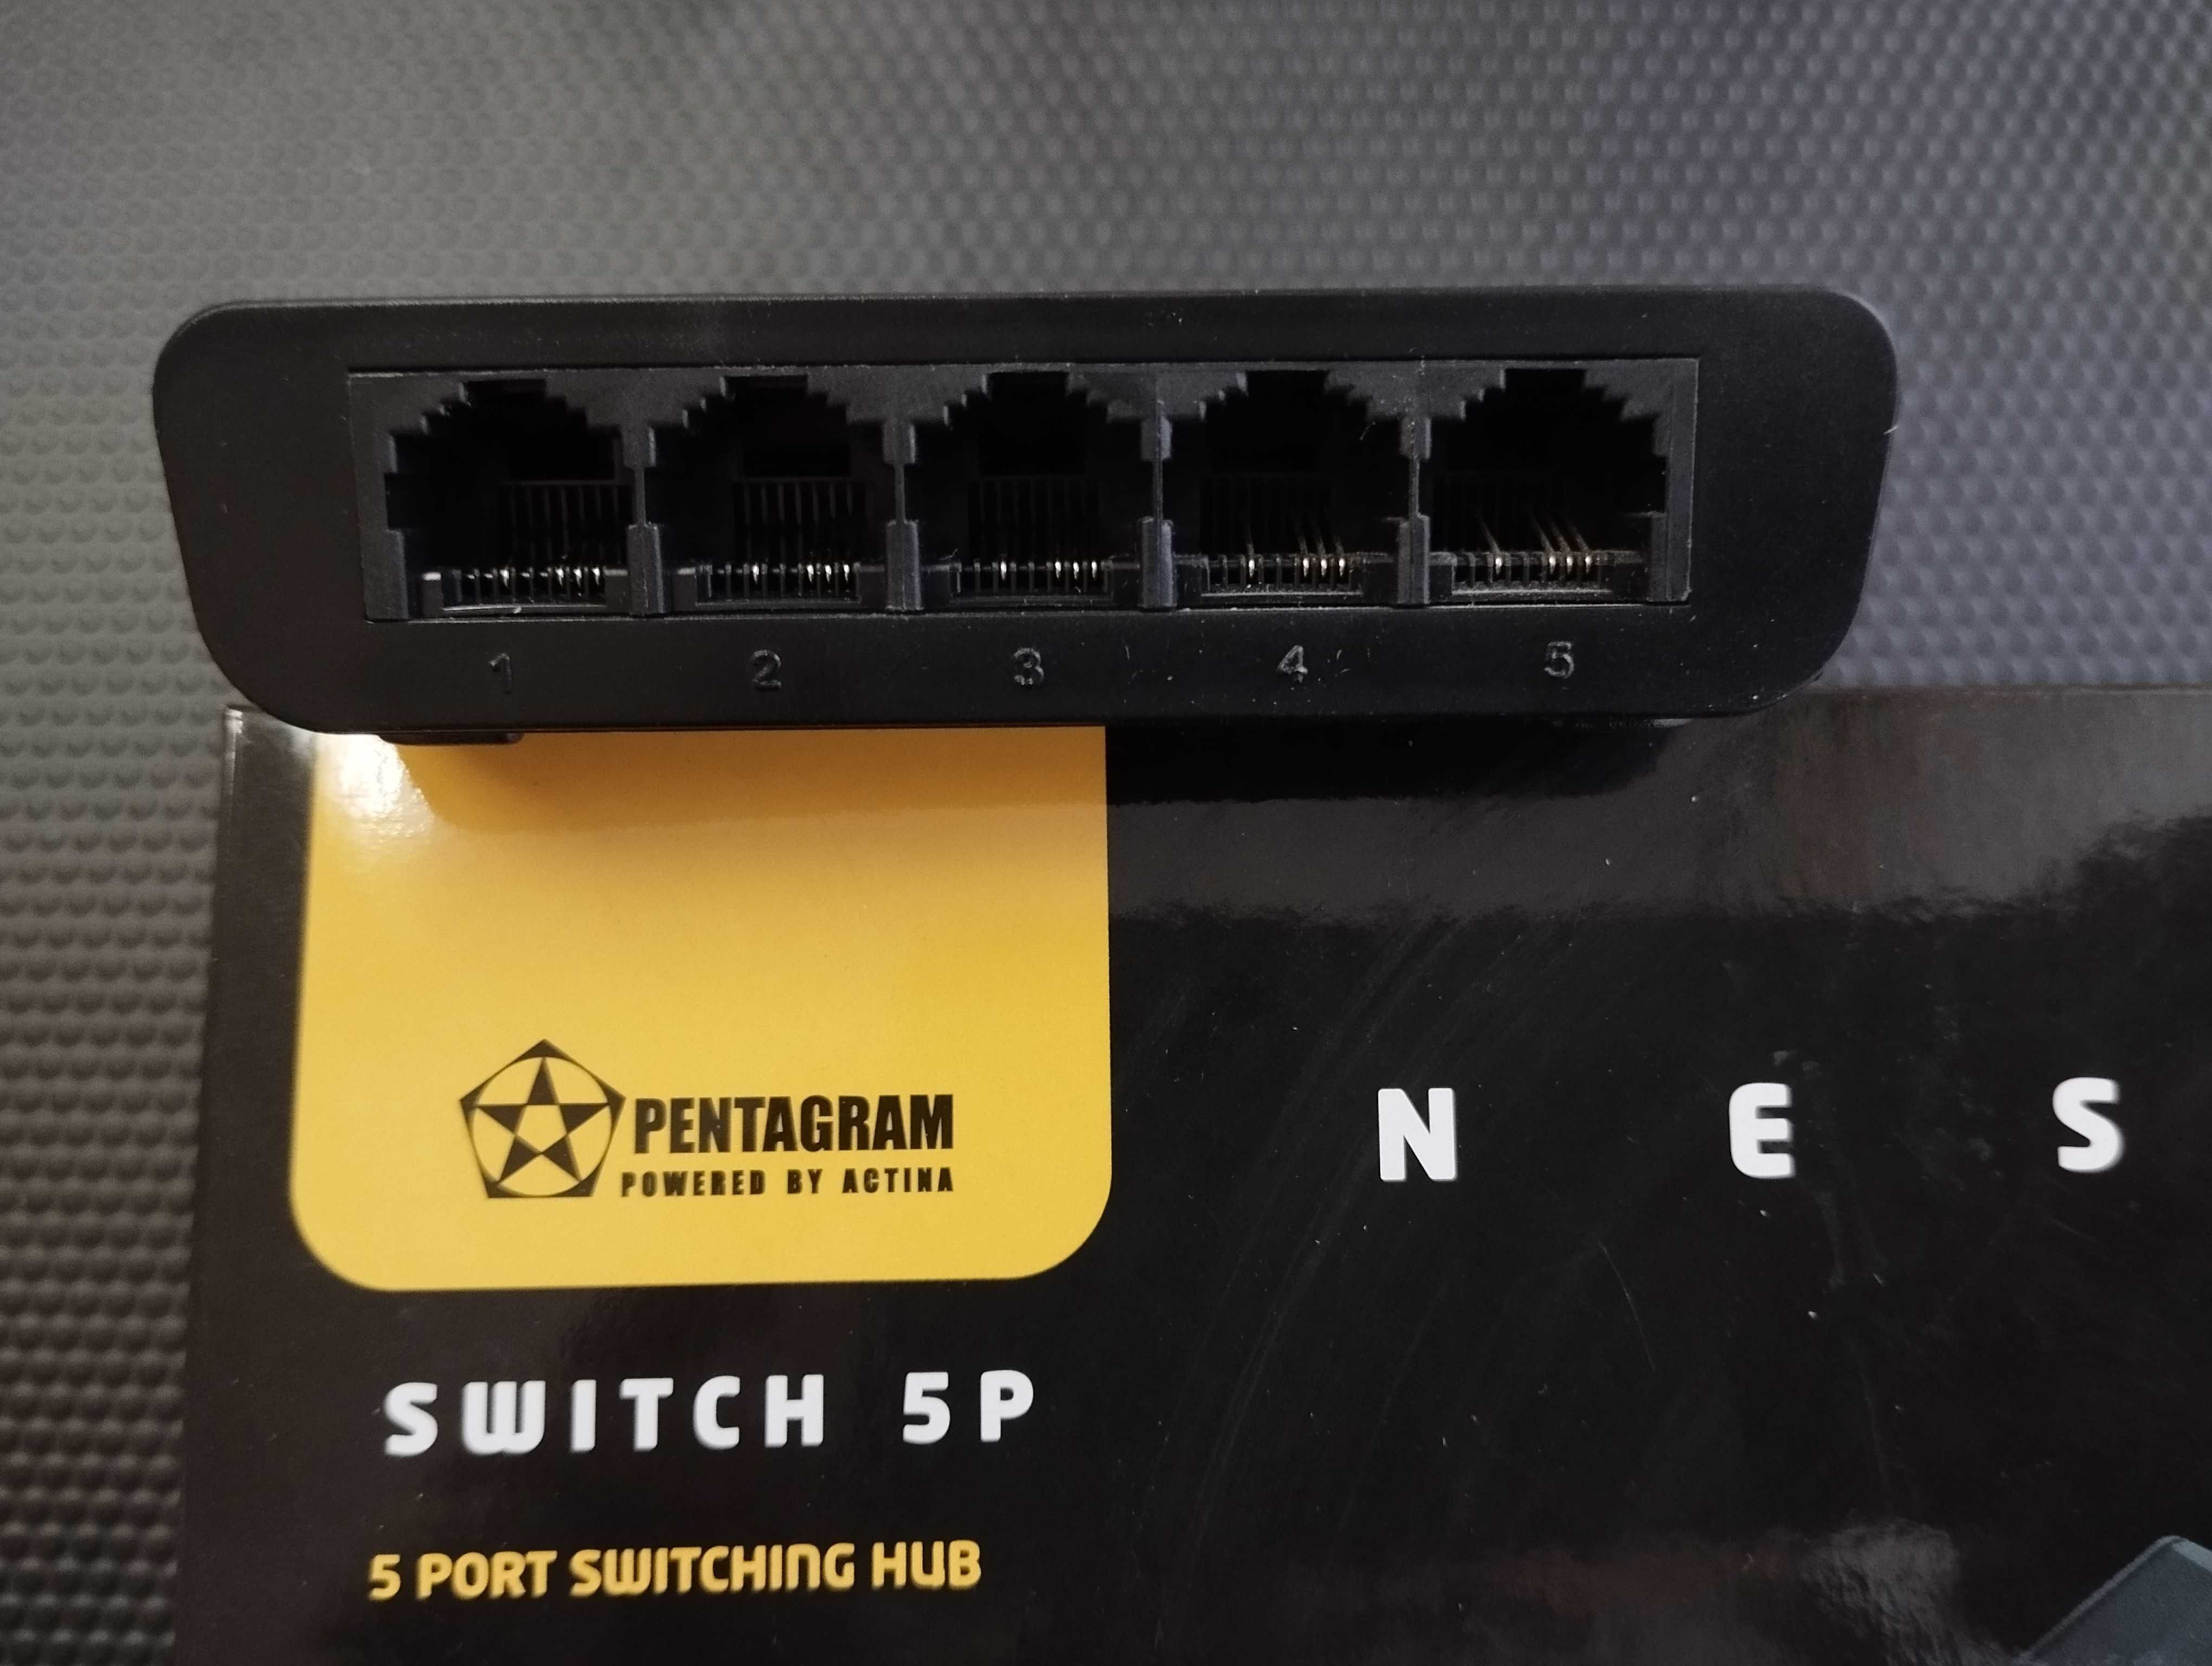 1 2 3 4 5
PENTAGRAM
POWERED BY ACTINA
N E S
SWITCH 5P
5 PORT SWITCHING HUB